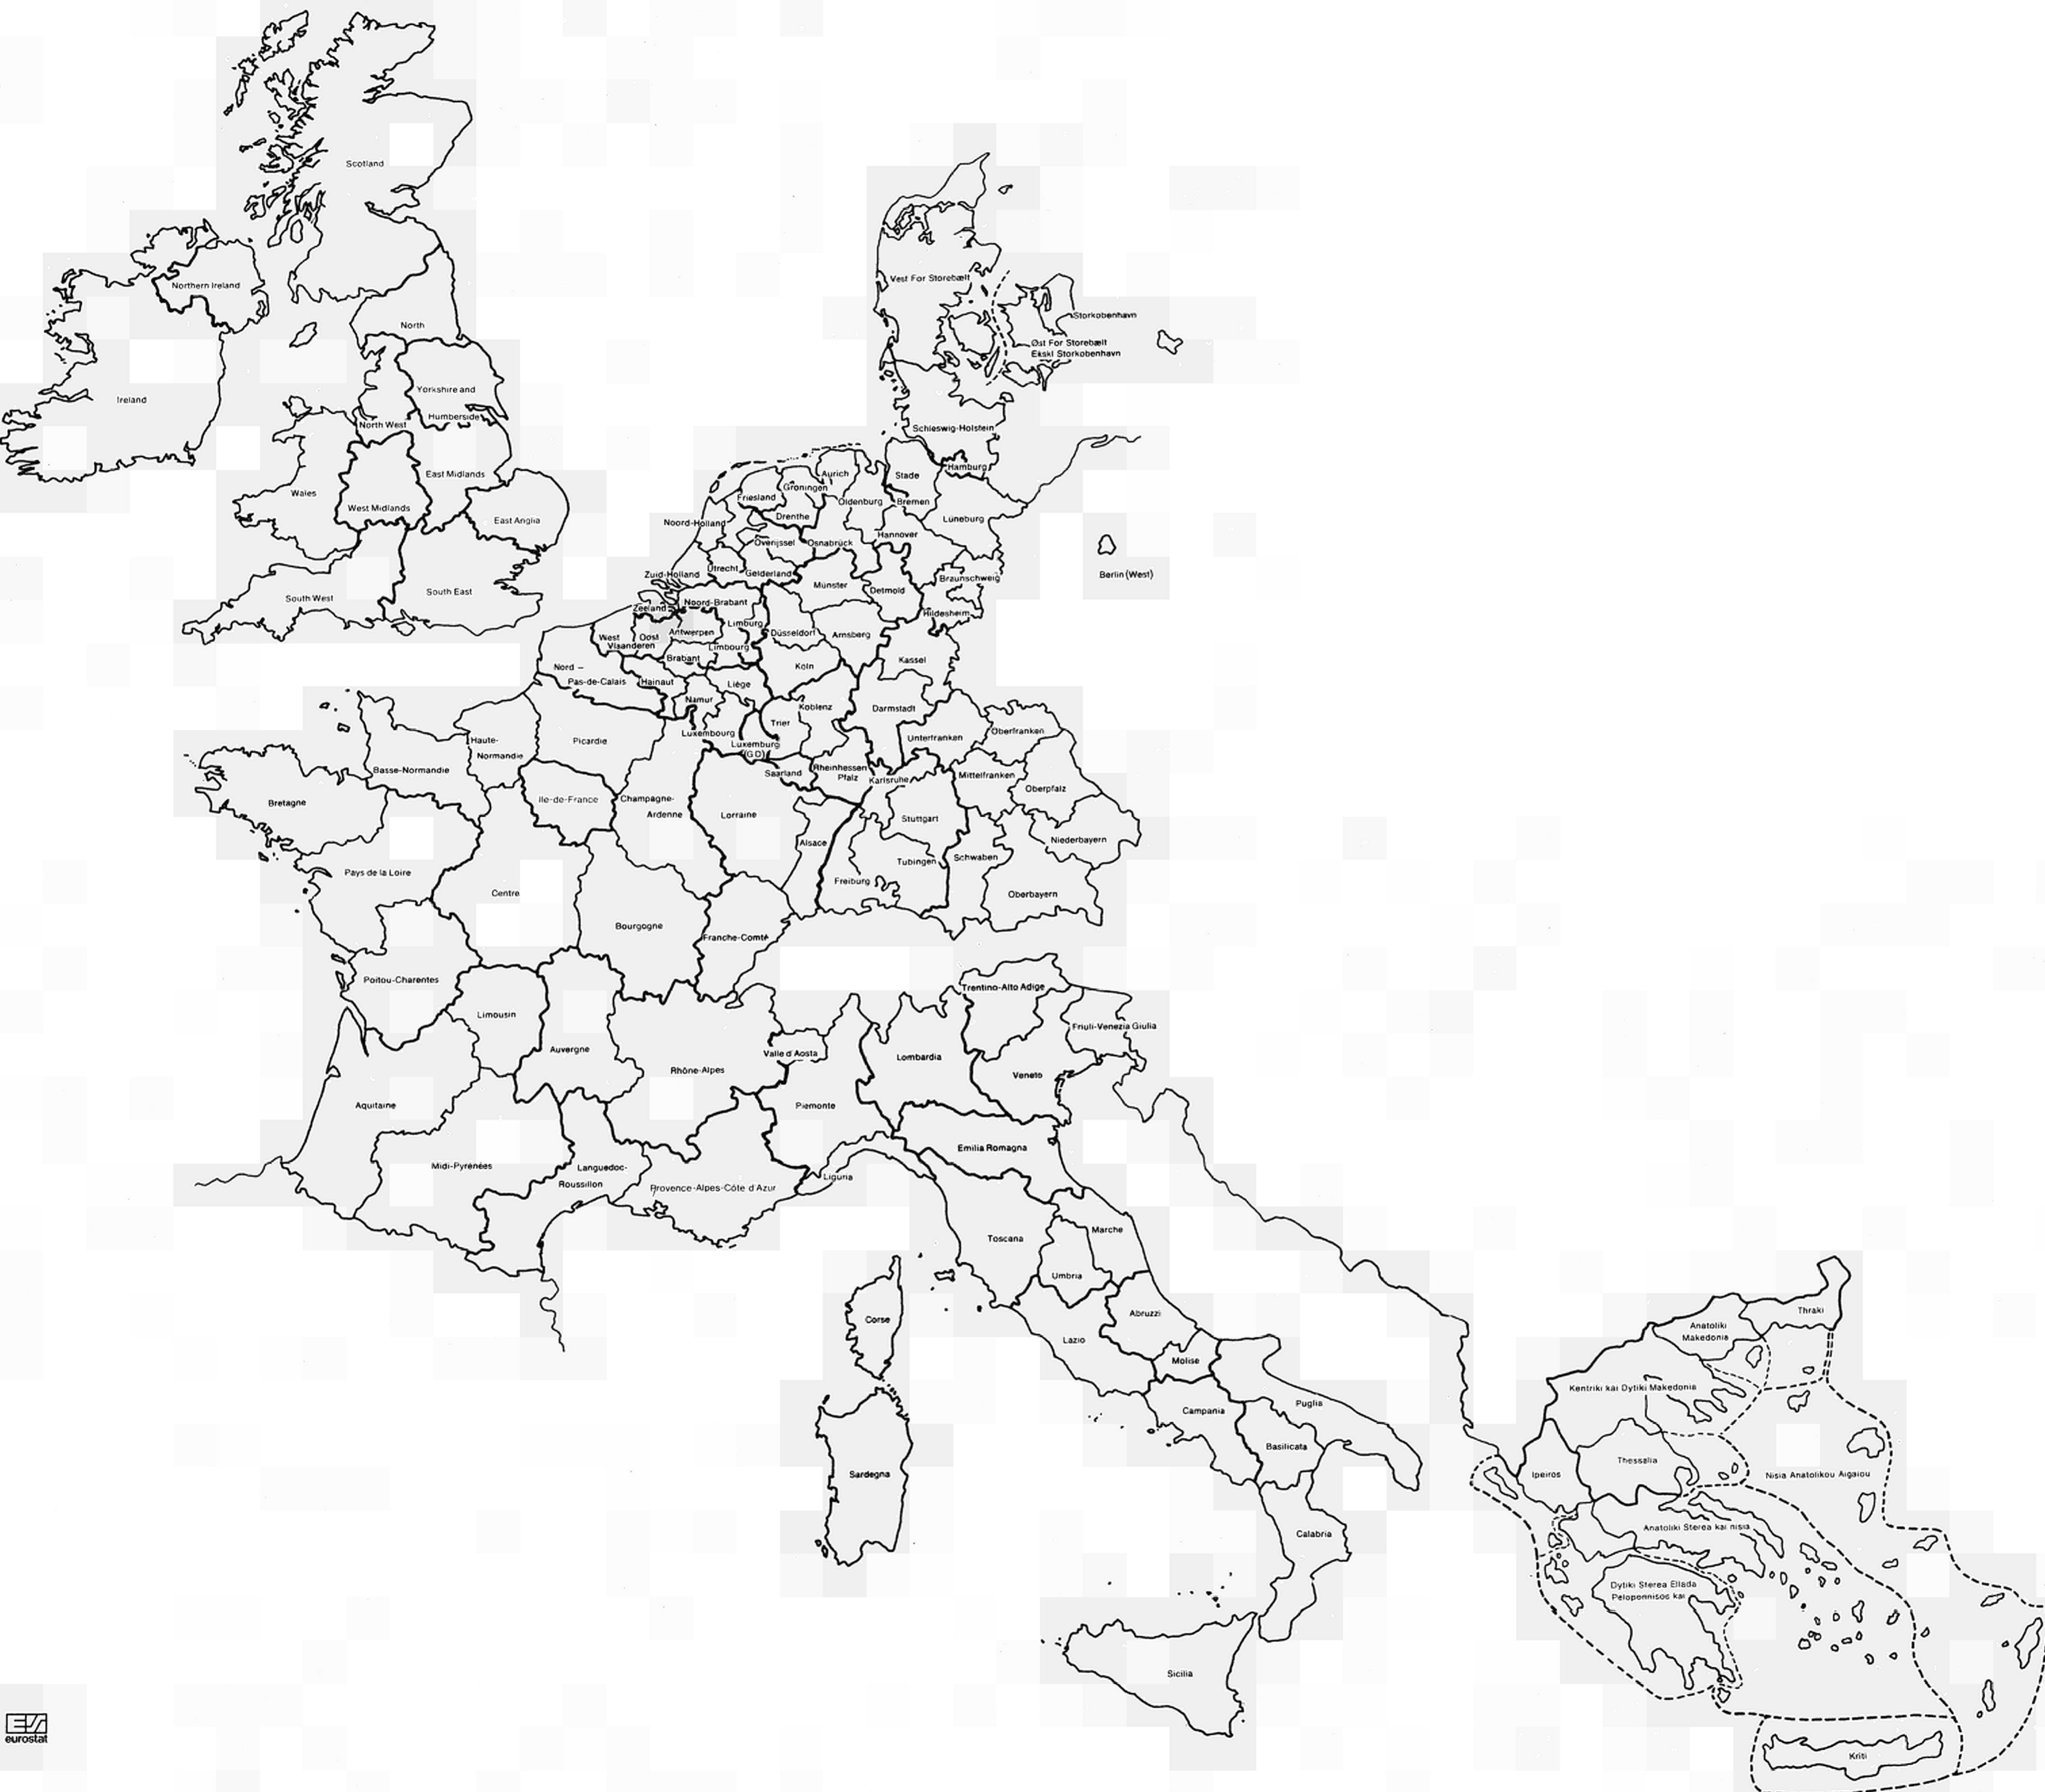 Scotland
Northern Ireland
Ireland
North
Yorkshire and
Humberside
North West
Wales
West Midlands
East Midlands
East Anglia
South West
South East
Vest For Storebælt
Storkobenhavn
Øst For Storebælt
Ekskl Storkobenhavn
Schleswig-Holstein
Hamburg
Stade
Bremen
Aurich
Oldenburg
Lüneburg
Groningen
Friesland
Drenthe
Noord-Holland
Overijssel
Osnabrück
Hannover
Braunschweig
Berlin (West)
Zuid-Holland
Utrecht
Gelderland
Münster
Detmold
Hildesheim
Zeeland
Noord-Brabant
Limburg
Düsseldorf
Arnsberg
West
Vlaanderen
Oost
Antwerpen
Limbourg
Brabant
Köln
Kassel
Nord –
Pas-de-Calais
Hainaut
Liège
Namur
Koblenz
Darmstadt
Trier
Luxembourg
Luxemburg
(G D)
Unterfranken
Oberfranken
Haute-
Normandie
Picardie
Basse-Normandie
Saarland
Rheinhessen
Pfalz
Karlsruhe
Mittelfranken
Oberpfalz
Bretagne
Ile-de-France
Champagne-
Ardenne
Lorraine
Alsace
Stuttgart
Niederbayern
Tubingen
Schwaben
Freiburg
Oberbayern
Pays de la Loire
Centre
Bourgogne
Franche-Comté
Poitou-Charentes
Limousin
Auvergne
Rhône-Alpes
Valle d'Aosta
Lombardia
Trentino-Alto Adige
Friuli-Venezia Giulia
Veneto
Aquitaine
Piemonte
Emilia Romagna
Midi-Pyrénées
Languedoc-
Roussillon
Provence-Alpes-Côte d'Azur
Liguria
Toscana
Marche
Umbria
Corse
Lazio
Abruzzi
Molise
Campania
Puglia
Basilicata
Sardegna
Calabria
Sicilia
Thraki
Anatoliki
Makedonia
Kentriki kai Dytiki Makedonia
Ipeiros
Thessalia
Nisia Anatolikou Aigaiou
Anatoliki Sterea kai nisia
Dytiki Sterea Ellada
Peloponnisos kai
Kriti
eurostat